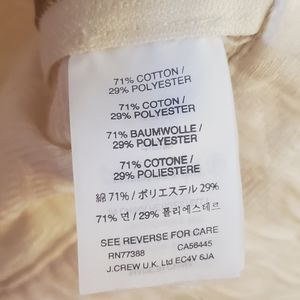 71% COTTON /
29% POLYESTER
71% COTON /
29% POLYESTER
71% BAUMWOLLE /
29% POLYESTER
71% COTONE /
29% POLIESTERE
綿 71% / ポリエステル 29%
71% 면 / 29% 폴리에스테르
SEE REVERSE FOR CARE
RN77388 CA58445
J.CREW U.K. Ltd EC4V 6JA